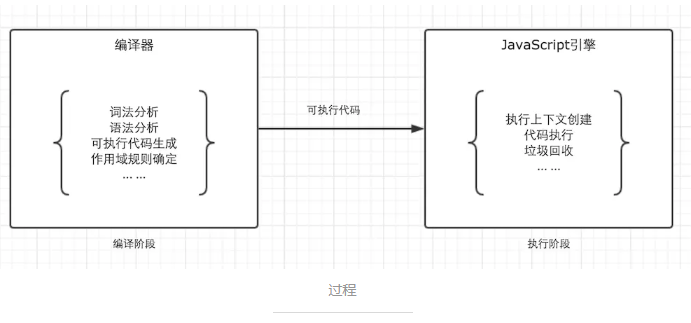 编译器
词法分析
语法分析
可执行代码生成
作用域规则确定
... ...
编译阶段
可执行代码
JavaScript引擎
执行上下文创建
代码执行
垃圾回收
... ...
执行阶段
过程